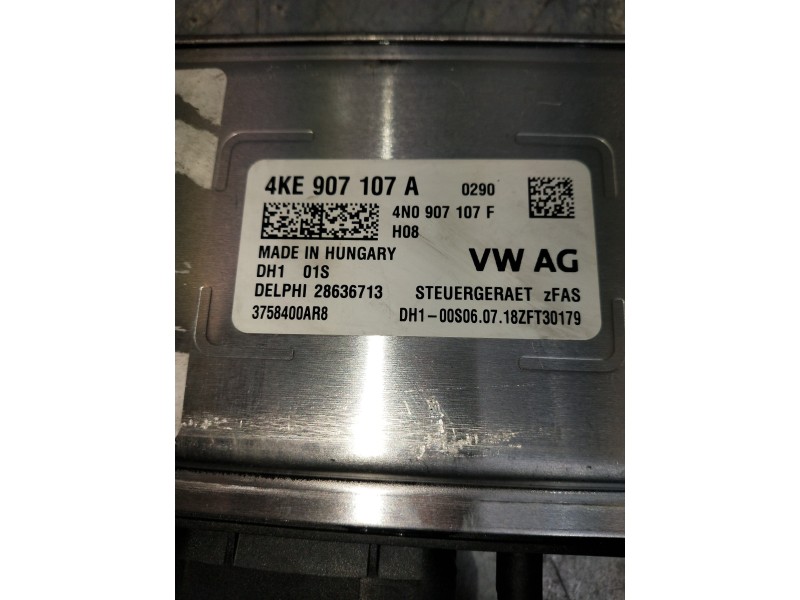 4KE 907 107 A 0290
4N0 907 107 F
H08
MADE IN HUNGARY
DH1 01S
VW AG
DELPHI 28636713 STEUERGERAET zFAS
3758400AR8 DH1-00S06.07.18ZFT30179